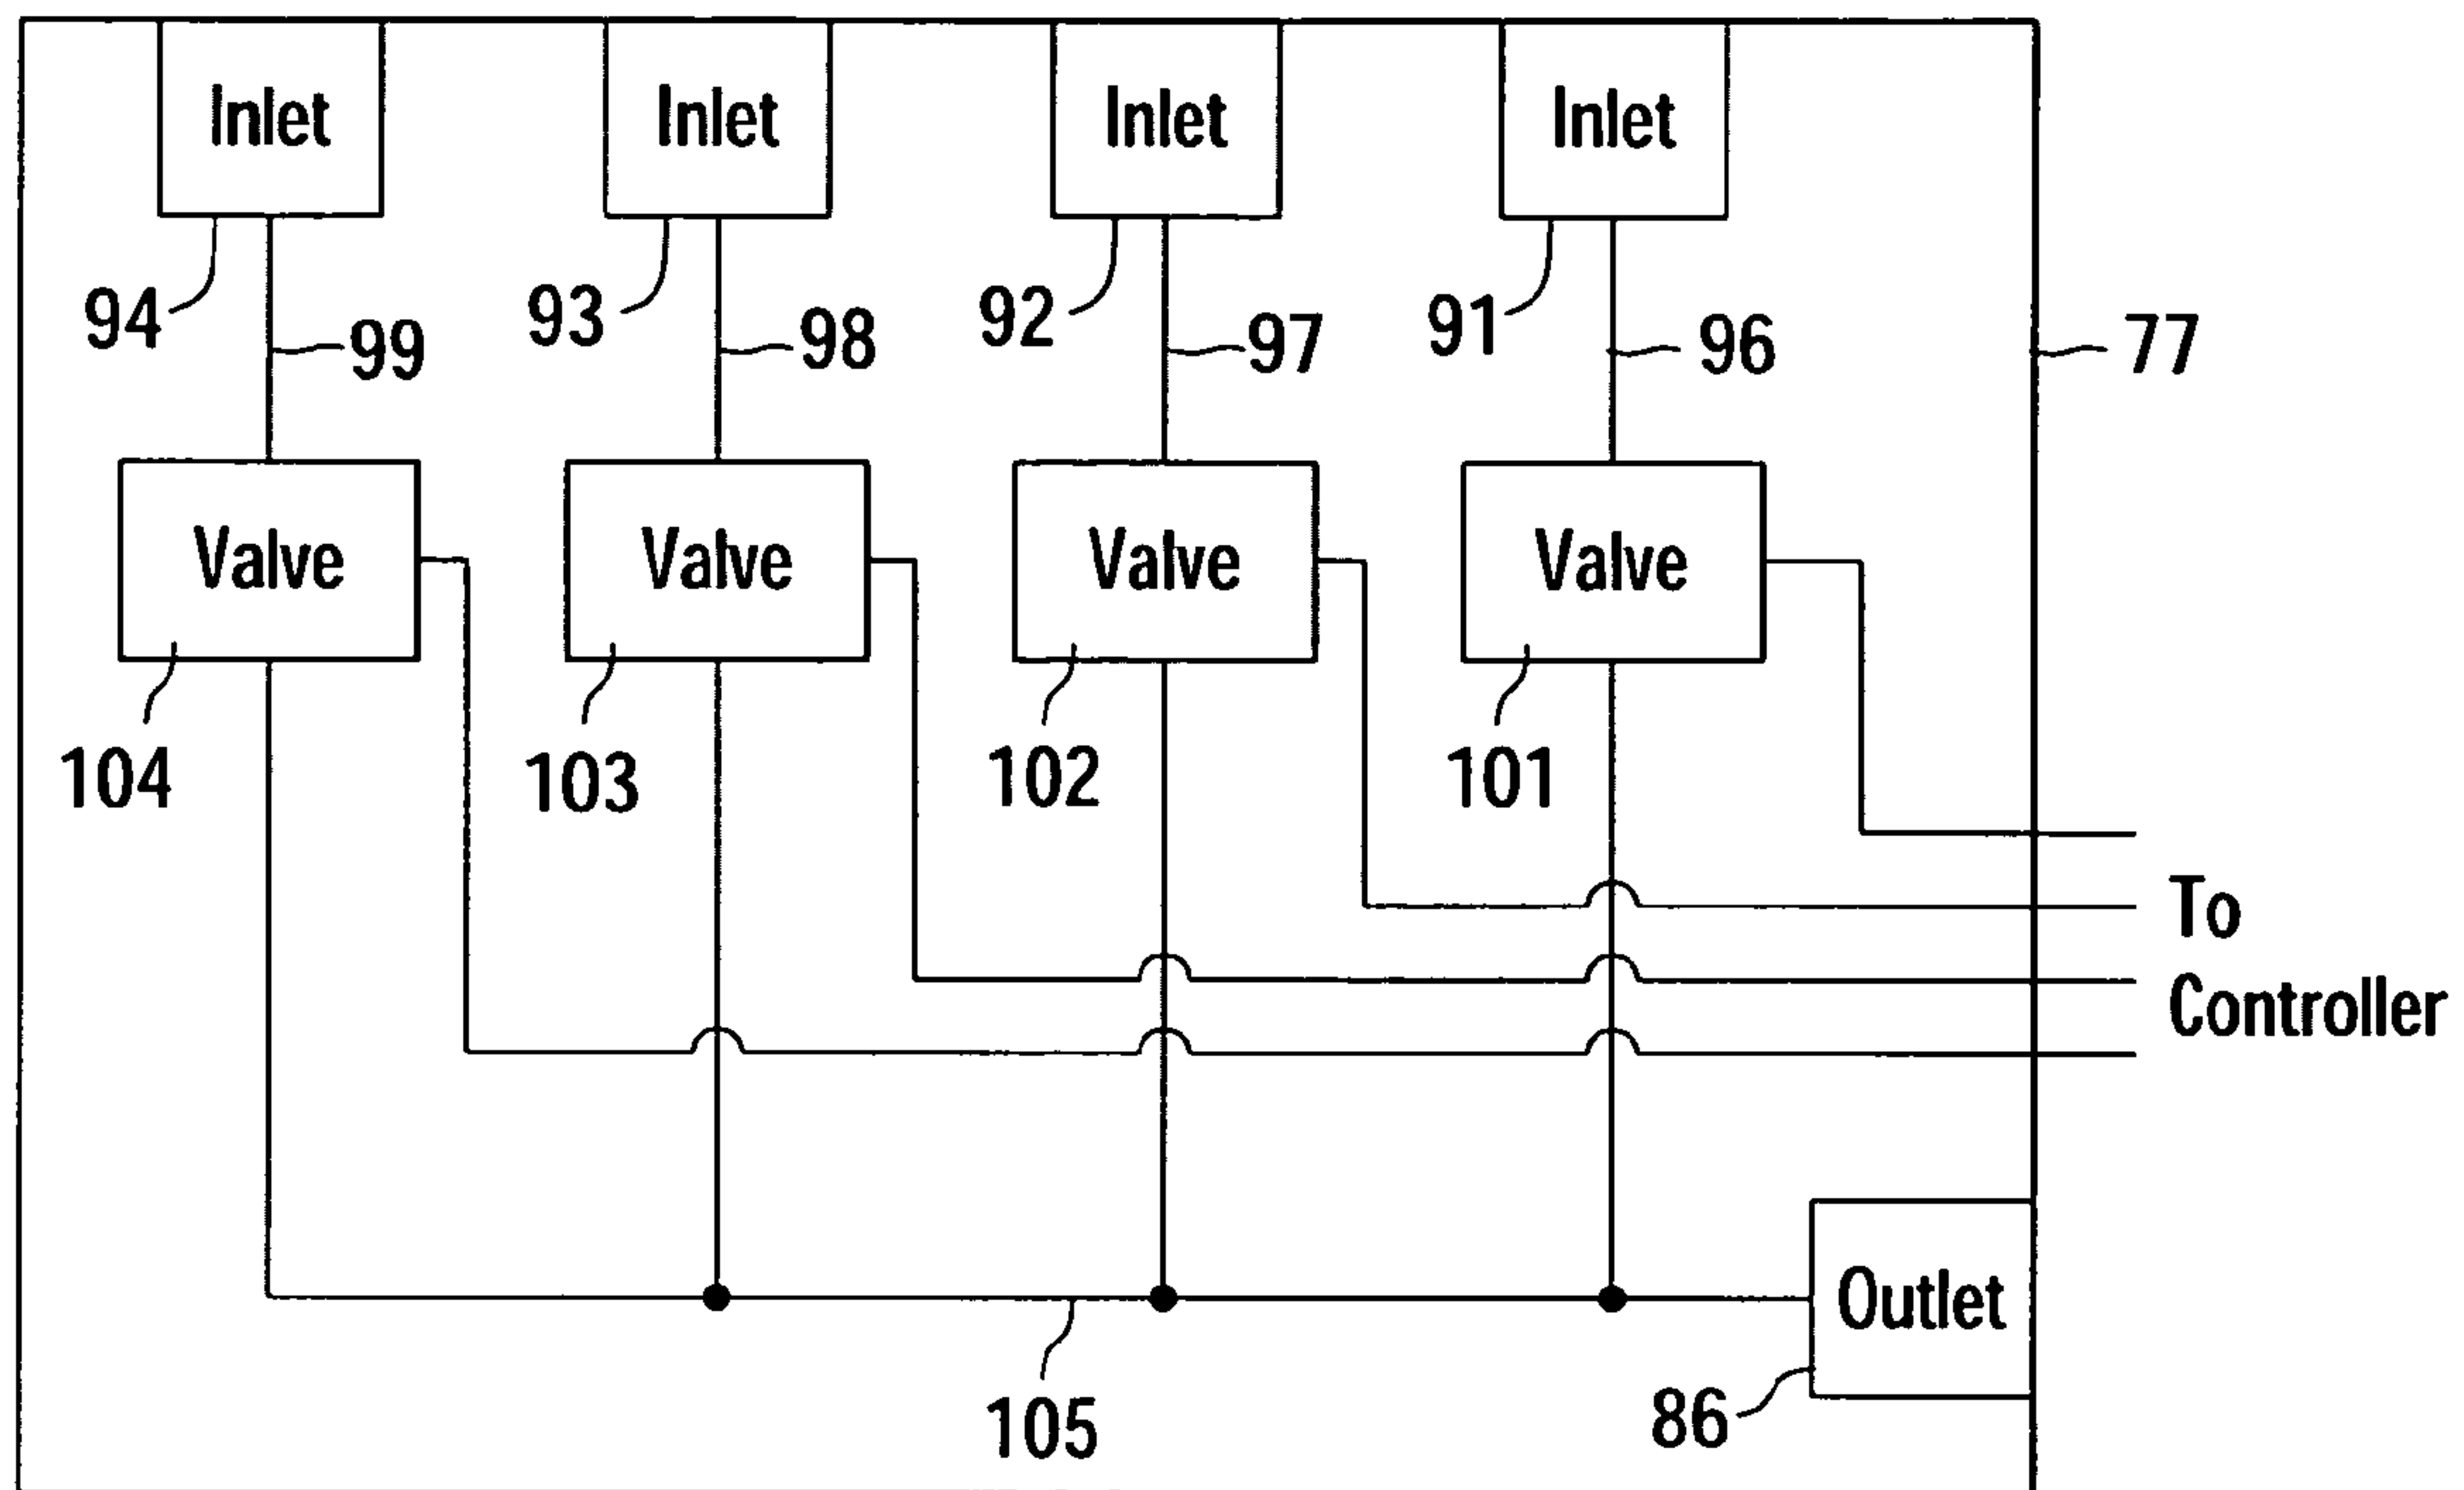 Inlet Inlet Inlet Inlet
94 93 92 91
99 98 97 96 77
Valve Valve Valve Valve
104 103 102 101
To
Controller
Outlet
86
105